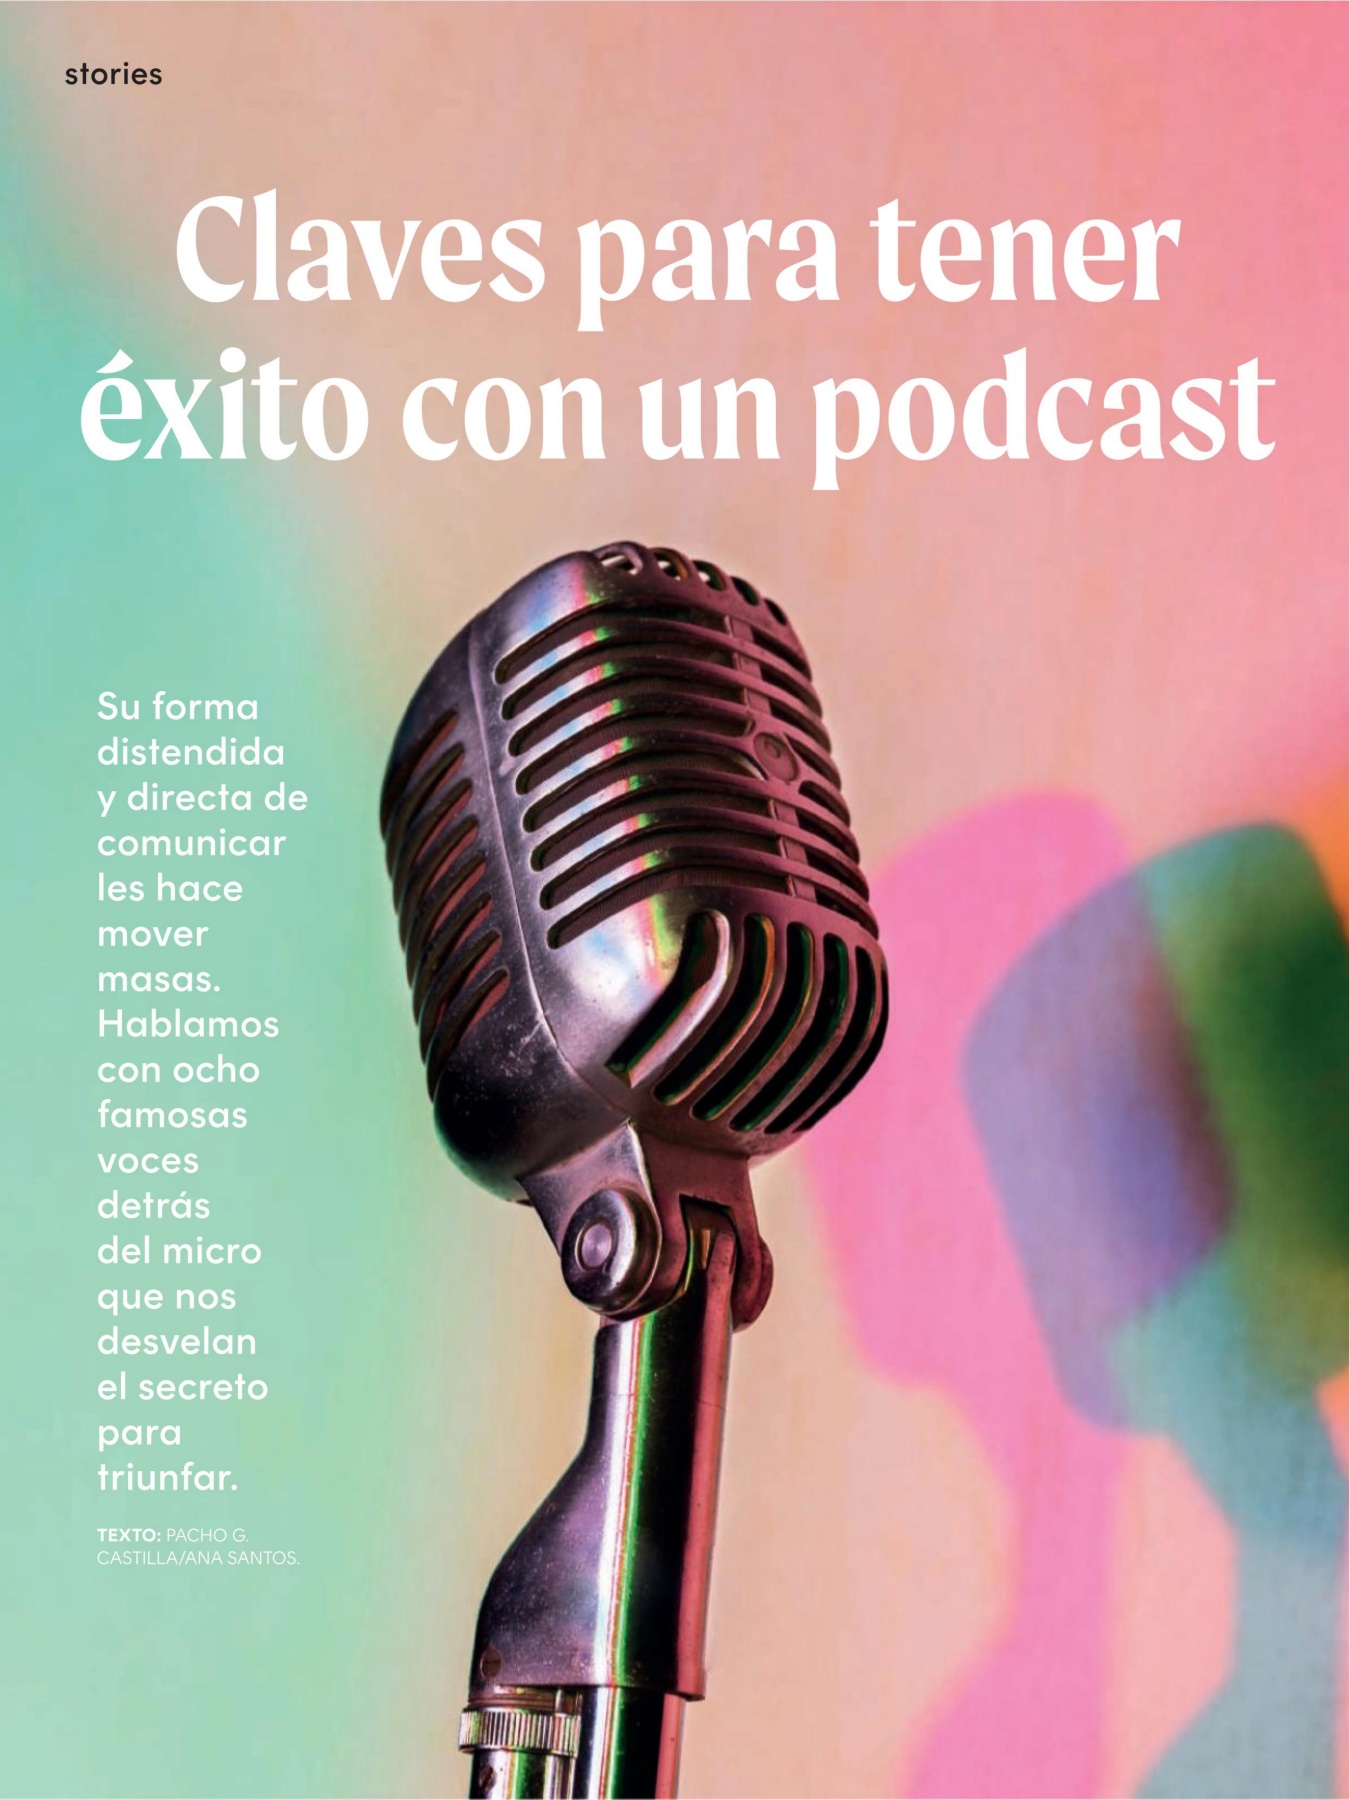 stories
Claves para tener
éxito con un podcast
Su forma
distendida
y directa de
comunicar
les hace
mover
masas.
Hablamos
con ocho
famosas
voces
detrás
del micro
que nos
desvelan
el secreto
para
triunfar.
TEXTO: PACHO G.
CASTILLA/ANA SANTOS.